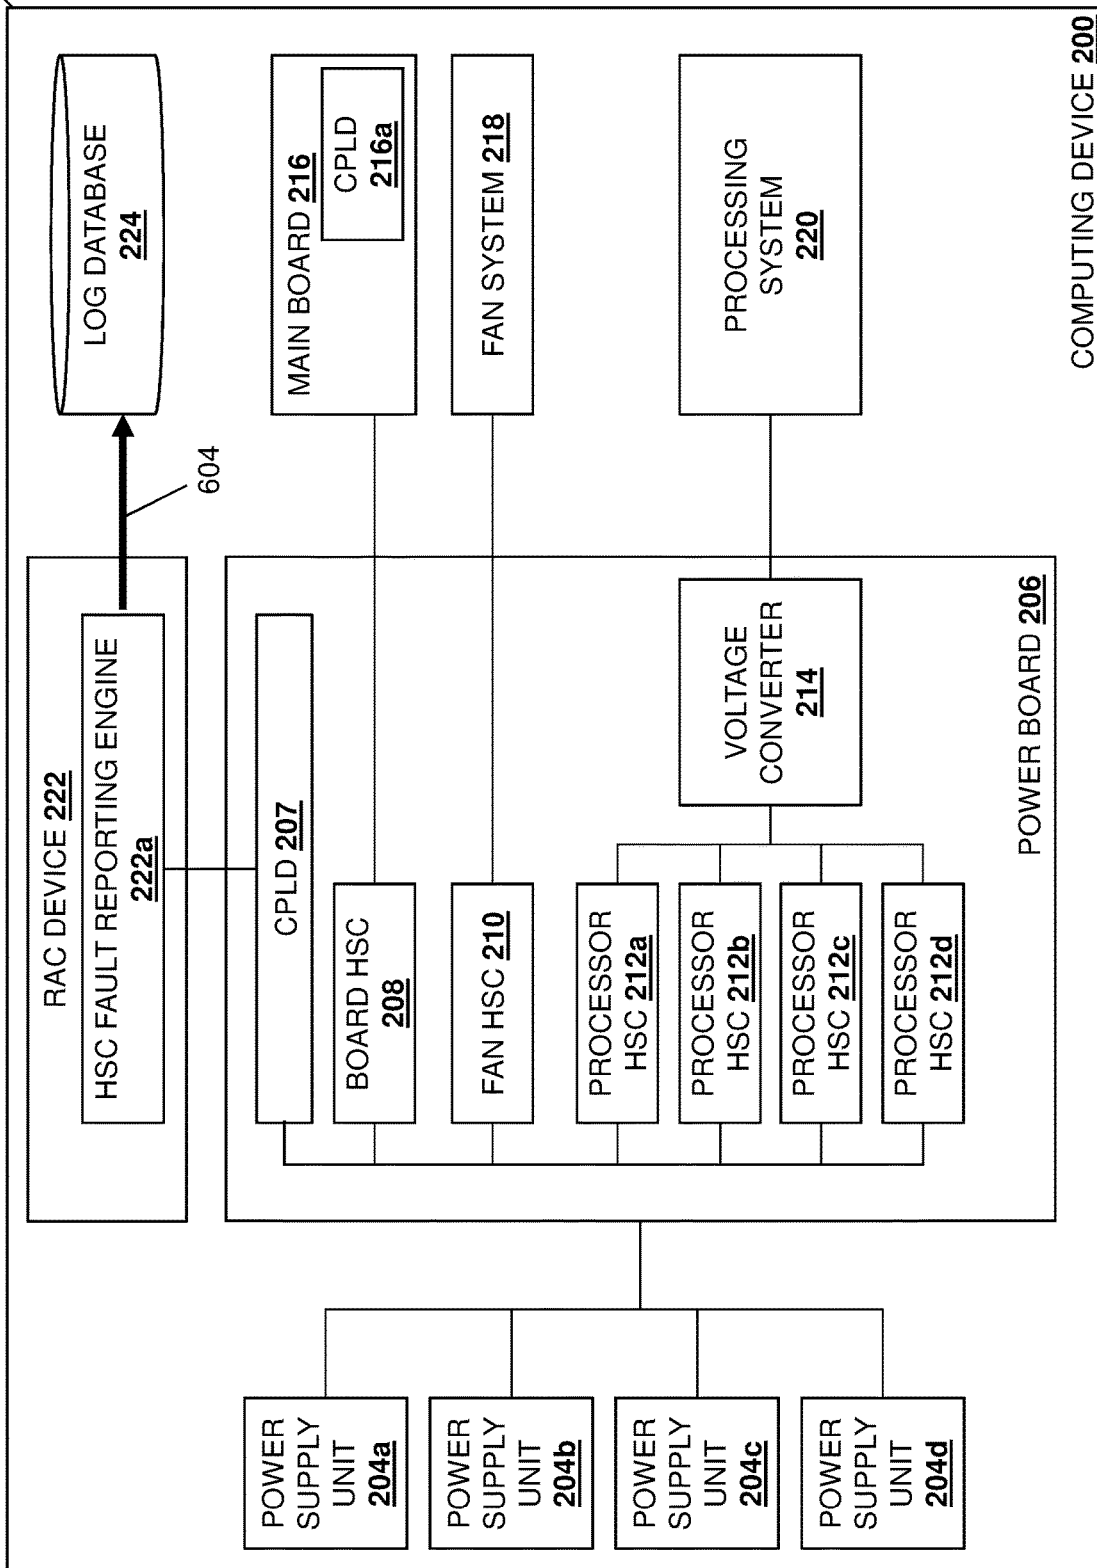 RAC DEVICE 222
HSC FAULT REPORTING ENGINE
222a
604
LOG DATABASE
224
CPLD 207
BOARD HSC
208
MAIN BOARD 216
CPLD
216a
FAN HSC 210
FAN SYSTEM 218
PROCESSOR
HSC 212a
PROCESSOR
HSC 212b
PROCESSOR
HSC 212c
PROCESSOR
HSC 212d
VOLTAGE
CONVERTER
214
PROCESSING
SYSTEM
220
POWER BOARD 206
POWER
SUPPLY
UNIT
204a
POWER
SUPPLY
UNIT
204b
POWER
SUPPLY
UNIT
204c
POWER
SUPPLY
UNIT
204d
COMPUTING DEVICE 200